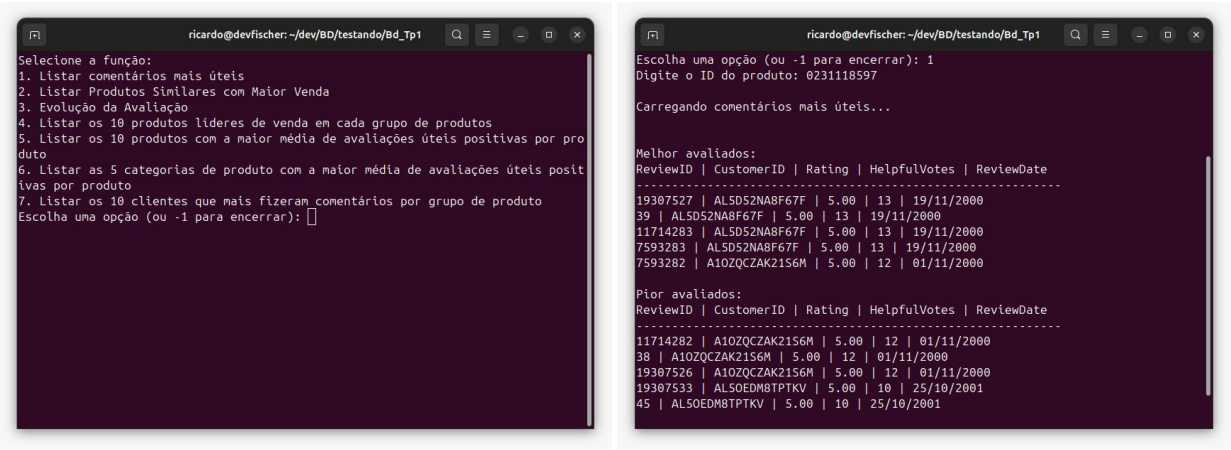 ricardo@devfischer: ~/dev/BD/testando/Bd_Tp1
Selecione a função:
1. Listar comentários mais úteis
2. Listar Produtos Similares com Maior Venda
3. Evolução da Avaliação
4. Listar os 10 produtos lideres de venda em cada grupo de produtos
5. Listar os 10 produtos com a maior média de avaliações úteis positivas por pro
duto
6. Listar as 5 categorias de produto com a maior média de avaliações úteis posit
ivas por produto
7. Listar os 10 clientes que mais fizeram comentários por grupo de produto
Escolha uma opção (ou -1 para encerrar):
ricardo@devfischer: ~/dev/BD/testando/Bd_Tp1
Escolha uma opção (ou -1 para encerrar): 1
Digite o ID do produto: 0231118597
Carregando comentários mais úteis...
Melhor avaliados:
ReviewID | CustomerID | Rating | HelpfulVotes | ReviewDate
------------------------------------------------------------
19307527 | AL5D52NA8F67F | 5.00 | 13 | 19/11/2000
39 | AL5D52NA8F67F | 5.00 | 13 | 19/11/2000
11714283 | AL5D52NA8F67F | 5.00 | 13 | 19/11/2000
7593283 | AL5D52NA8F67F | 5.00 | 13 | 19/11/2000
7593282 | A1OZQCZAK21S6M | 5.00 | 12 | 01/11/2000
Pior avaliados:
ReviewID | CustomerID | Rating | HelpfulVotes | ReviewDate
------------------------------------------------------------
11714282 | A1OZQCZAK21S6M | 5.00 | 12 | 01/11/2000
38 | A1OZQCZAK21S6M | 5.00 | 12 | 01/11/2000
19307526 | A1OZQCZAK21S6M | 5.00 | 12 | 01/11/2000
19307533 | AL5OEDM8TPTKV | 5.00 | 10 | 25/10/2001
45 | AL5OEDM8TPTKV | 5.00 | 10 | 25/10/2001